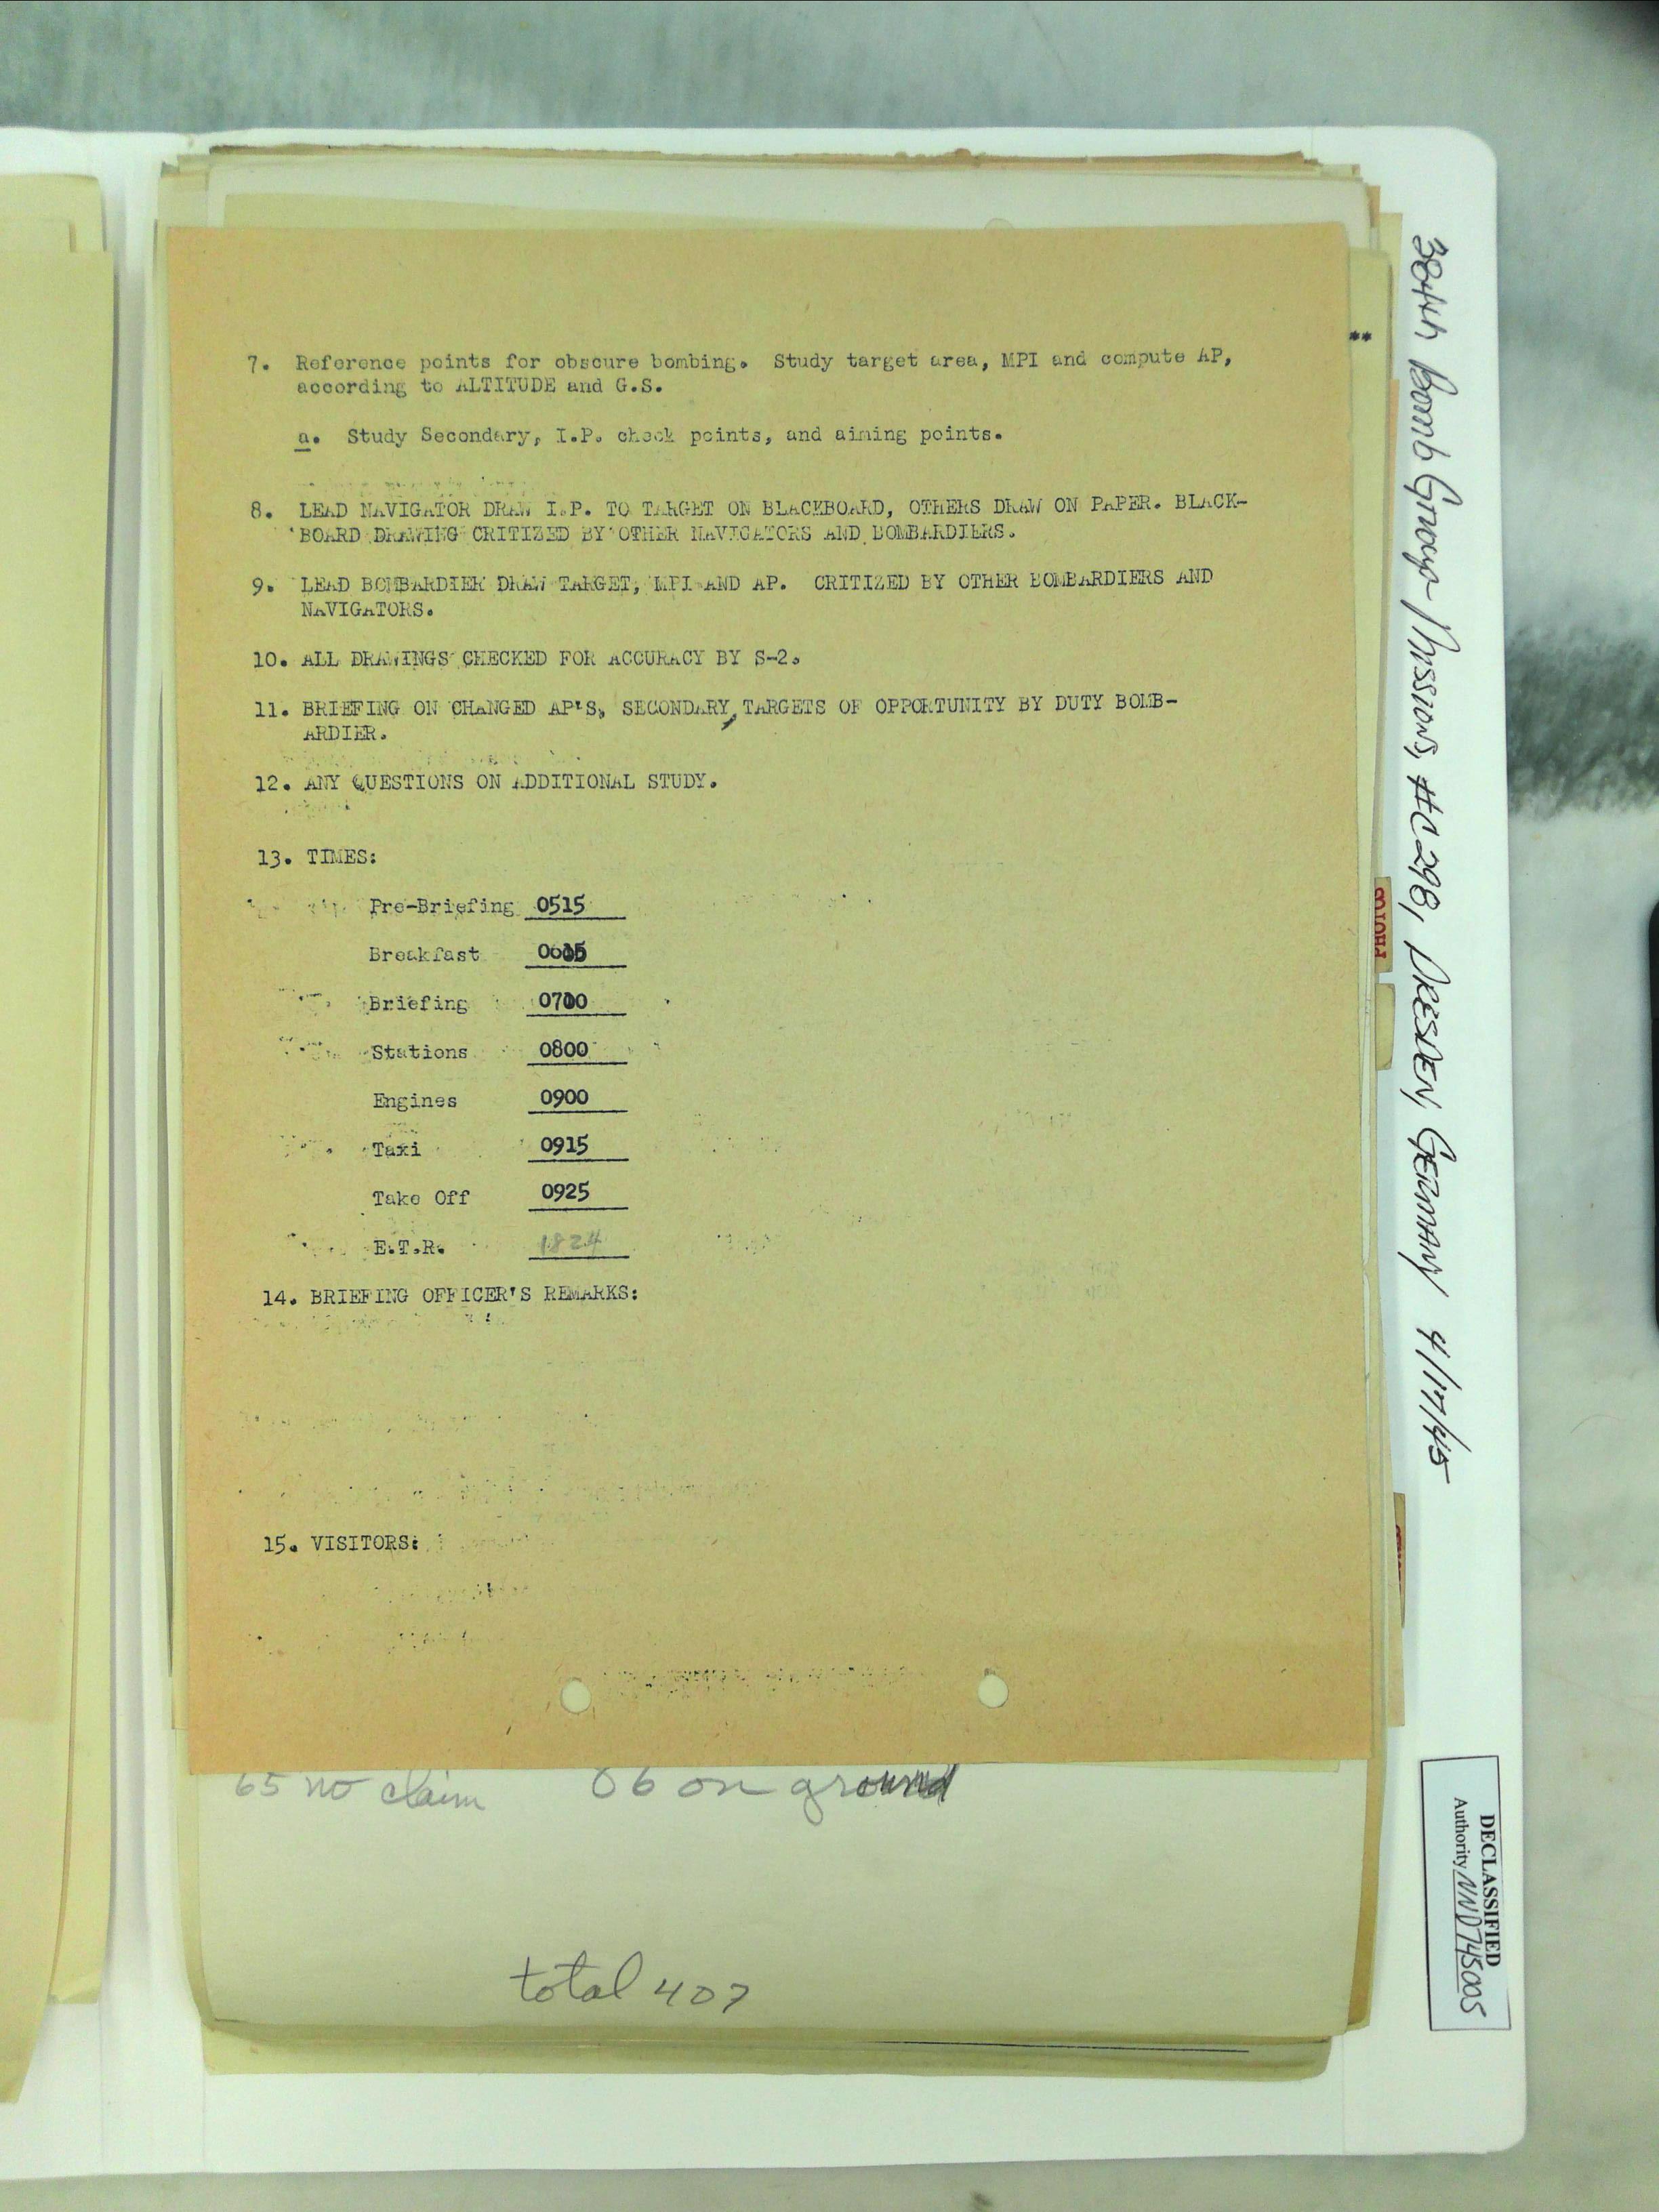 7. Reference points for obscure bombing. Study target area, MPI and compute AP,
according to ALTITUDE and G.S.
a. Study Secondary, I.P. check points, and aiming points.
8. LEAD NAVIGATOR DRAW I.P. TO TARGET ON BLACKBOARD, OTHERS DRAW ON PAPER. BLACK-
BOARD DRAWING CRITIZED BY OTHER NAVIGATORS AND BOMBARDIERS.
9. LEAD BOMBARDIER DRAW TARGET, MPI AND AP. CRITIZED BY OTHER BOMBARDIERS AND
NAVIGATORS.
10. ALL DRAWINGS CHECKED FOR ACCURACY BY S-2.
11. BRIEFING ON CHANGED AP'S, SECONDARY, TARGETS OF OPPORTUNITY BY DUTY BOMB-
ARDIER.
12. ANY QUESTIONS ON ADDITIONAL STUDY.
13. TIMES:
Pre-Briefing 0515
Breakfast
Briefing 0700
Stations 0800
Engines 0900
Taxi 0915
Take Off 0925
E.T.R. 1824
14. BRIEFING OFFICER'S REMARKS:
15. VISITORS:
65 no claim 06 on ground
total 407
**
384th Bomb Group - Missions, #C298, DRESDEN, GERMANY 4/17/45
PHOTOS
DECLASSIFIED
Authority NND745005